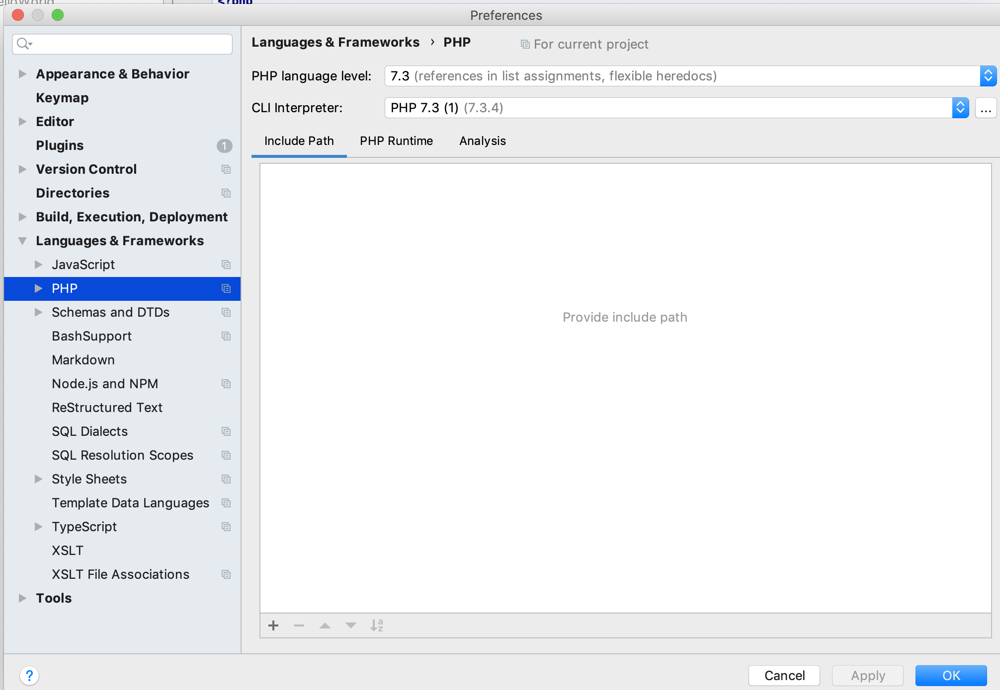 <?php
Preferences
Languages & Frameworks › PHP
For current project
PHP language level:
7.3 (references in list assignments, flexible heredocs)
CLI Interpreter:
PHP 7.3 (1) (7.3.4)
...
Include Path
PHP Runtime
Analysis
Provide include path
Appearance & Behavior
Keymap
Editor
Plugins
1
Version Control
Directories
Build, Execution, Deployment
Languages & Frameworks
JavaScript
PHP
Schemas and DTDs
BashSupport
Markdown
Node.js and NPM
ReStructured Text
SQL Dialects
SQL Resolution Scopes
Style Sheets
Template Data Languages
TypeScript
XSLT
XSLT File Associations
Tools
a
z
?
Cancel
Apply
OK